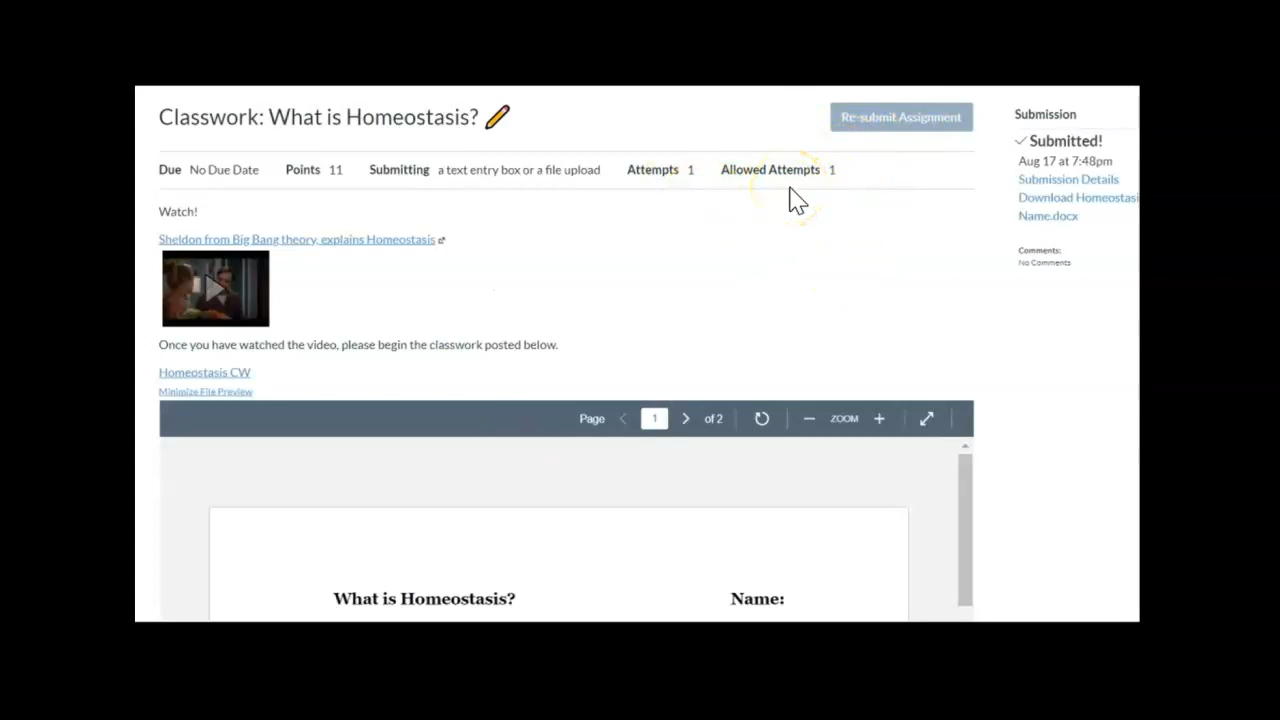 Classwork: What is Homeostasis?
Re-submit Assignment
Due No Due Date Points 11 Submitting a text entry box or a file upload Attempts 1 Allowed Attempts 1
Watch!
Sheldon from Big Bang theory, explains Homeostasis
Once you have watched the video, please begin the classwork posted below.
Homeostasis CW
Minimize File Preview
Page 1 of 2 ZOOM
What is Homeostasis? Name:
Submission
Submitted!
Aug 17 at 7:48pm
Submission Details
Download Homeostasi
Name.docx
Comments:
No Comments